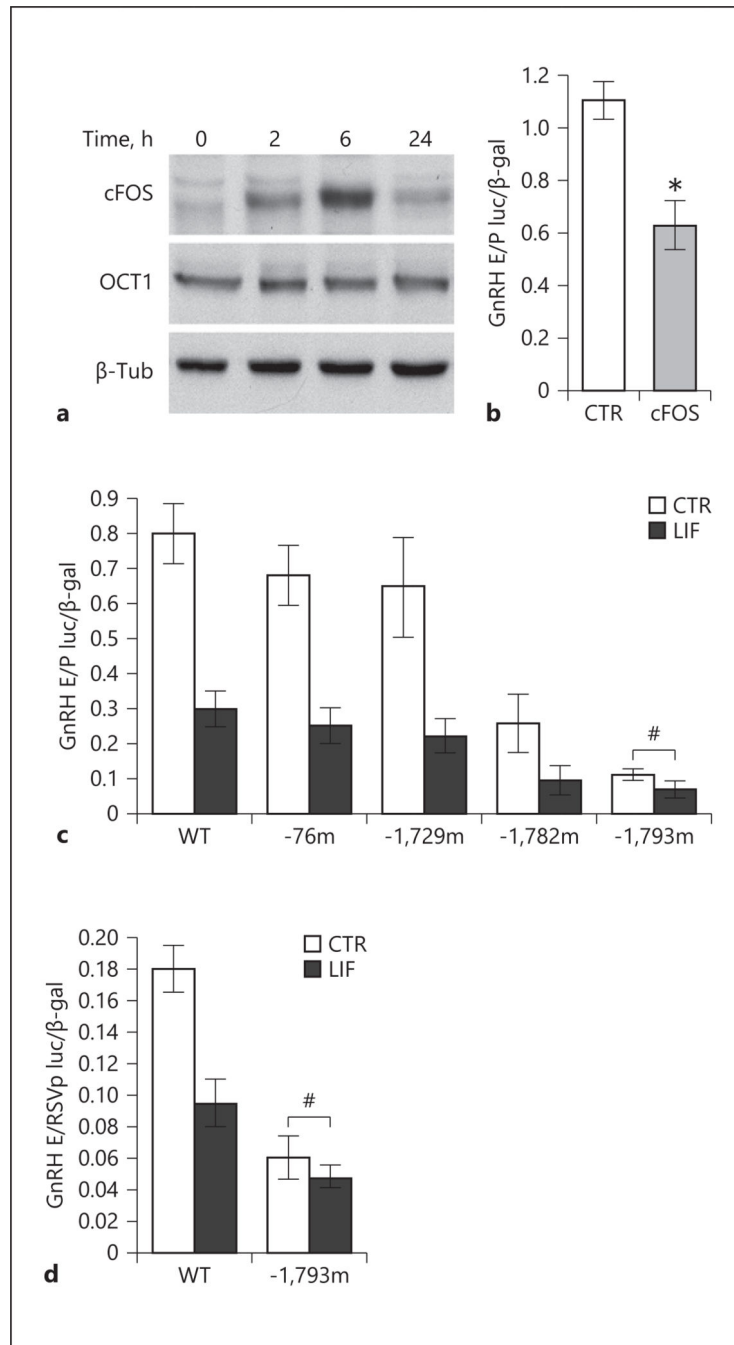 Time, h 0 2 6 24
cFOS
OCT1
β-Tub
a
GnRH E/P luc/β-gal
1.2
1.0
0.8
0.6
0.4
0.2
0
*
CTR cFOS
b
GnRH E/P luc/β-gal
0.9
0.8
0.7
0.6
0.5
0.4
0.3
0.2
0.1
0
CTR
LIF
#
WT -76m -1,729m -1,782m -1,793m
c
GnRH E/RSVp luc/β-gal
0.20
0.18
0.16
0.14
0.12
0.10
0.08
0.06
0.04
0.02
0
CTR
LIF
#
WT -1,793m
d